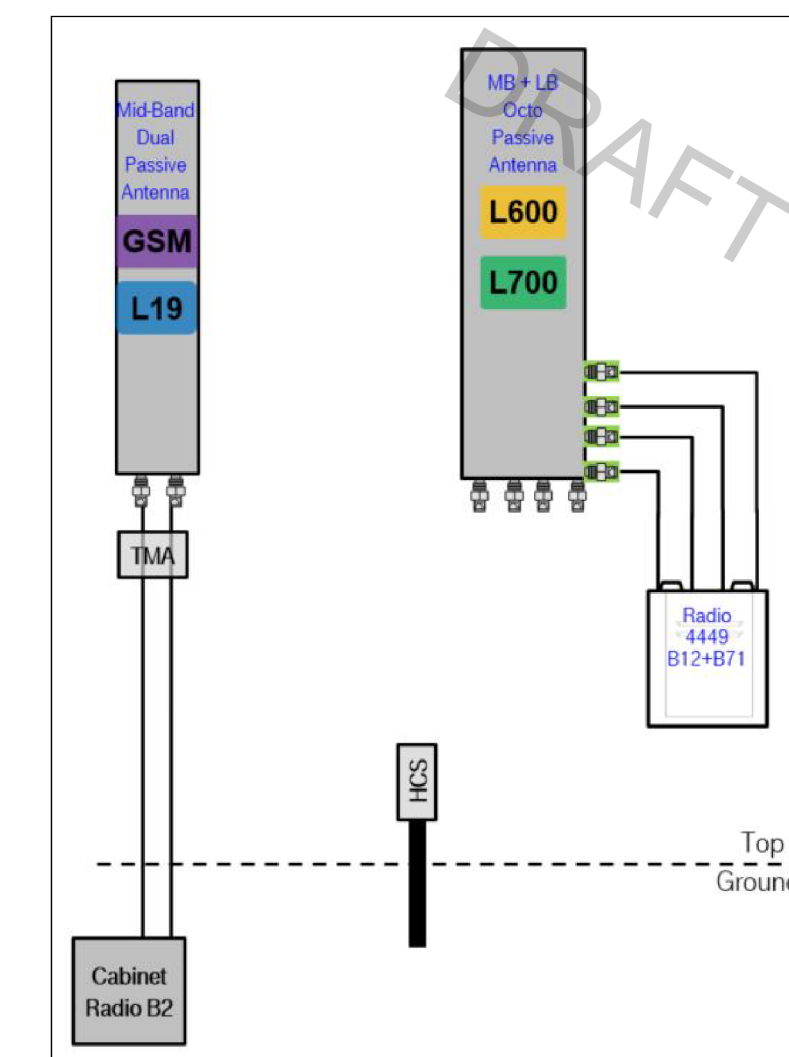 DRAFT
Mid-Band
Dual
Passive
Antenna
GSM
L19
MB + LB
Octo
Passive
Antenna
L600
L700
TMA
Radio
4449
B12+B71
HCS
Top
Ground
Cabinet
Radio B2